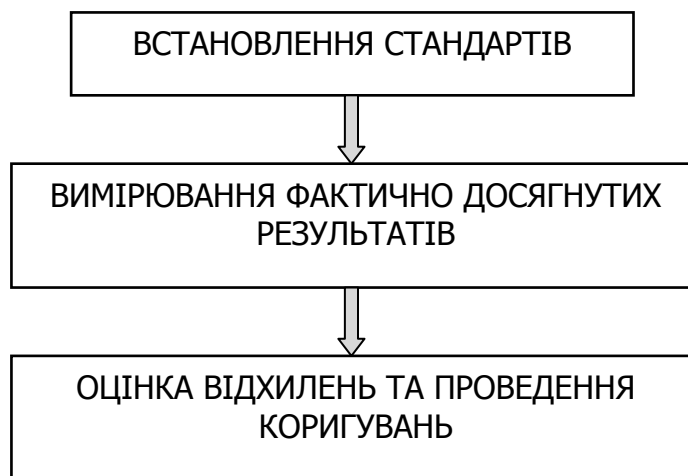 ВСТАНОВЛЕННЯ СТАНДАРТІВ
ВИМІРЮВАННЯ ФАКТИЧНО ДОСЯГНУТИХ
РЕЗУЛЬТАТІВ
ОЦІНКА ВІДХИЛЕНЬ ТА ПРОВЕДЕННЯ
КОРИГУВАНЬ